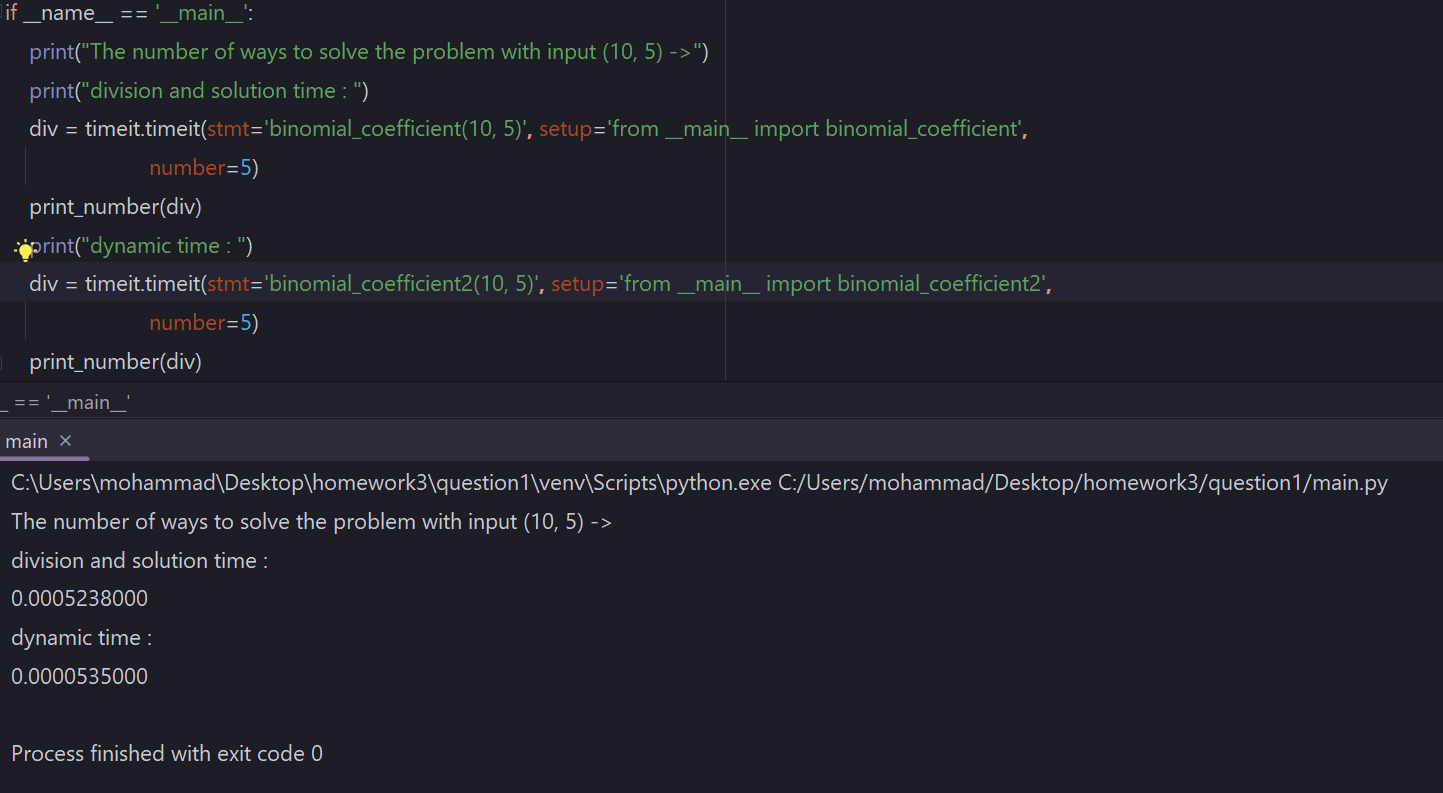 if __name__ == '__main__':
print("The number of ways to solve the problem with input (10, 5) ->")
print("division and solution time : ")
div = timeit.timeit(stmt='binomial_coefficient(10, 5)', setup='from __main__ import binomial_coefficient',
number=5)
print_number(div)
print("dynamic time : ")
div = timeit.timeit(stmt='binomial_coefficient2(10, 5)', setup='from __main__ import binomial_coefficient2',
number=5)
print_number(div)
_ == '__main__'
main ×
C:\Users\mohammad\Desktop\homework3\question1\venv\Scripts\python.exe C:/Users/mohammad/Desktop/homework3/question1/main.py
The number of ways to solve the problem with input (10, 5) ->
division and solution time :
0.0005238000
dynamic time :
0.0000535000
Process finished with exit code 0